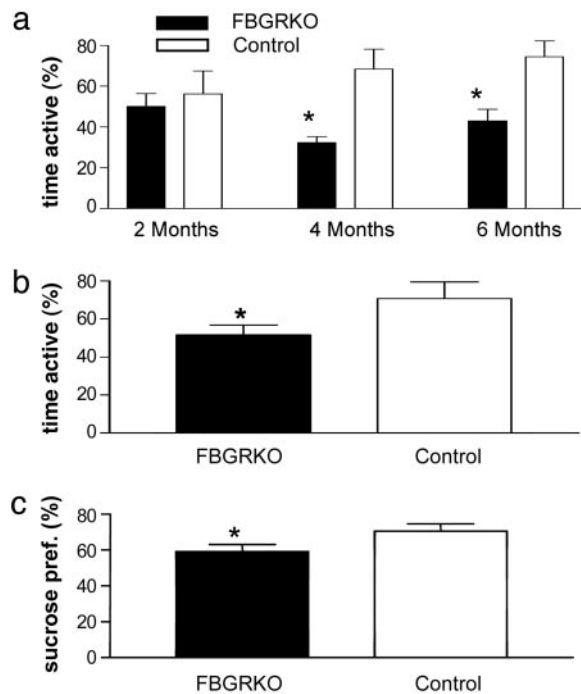 a
FBGRKO
Control
time active (%)
80
60
40
20
0
*
*
2 Months
4 Months
6 Months
b
time active (%)
80
60
40
20
0
*
FBGRKO
Control
c
sucrose pref. (%)
80
60
40
20
0
*
FBGRKO
Control